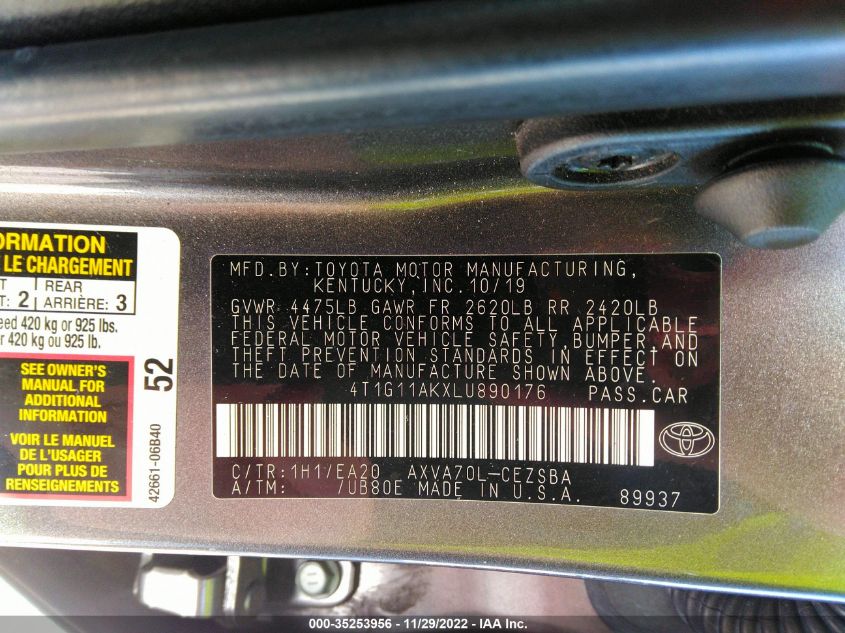 ORMATION
LE CHARGEMENT
T 2 REAR
ARRIÈRE: 3
eed 420 kg or 925 lbs.
420 kg ou 925 lb.
SEE OWNER'S
MANUAL FOR
ADDITIONAL
INFORMATION
VOIR LE MANUEL
DE L'USAGER
POUR PLUS DE
RENSEIGNEMENTS
52
42661-06B40
MFD.BY:TOYOTA MOTOR MANUFACTURING,
KENTUCKY,INC.10/19
GVWR 4475LB GAWR FR 2620LB RR 2420LB
THIS VEHICLE CONFORMS TO ALL APPLICABLE
FEDERAL MOTOR VEHICLE SAFETY,BUMPER,AND
THEFT PREVENTION STANDARDS IN EFFECT ON
THE DATE OF MANUFACTURE SHOWN ABOVE.
4T1G11AKXLU890176 PASS.CAR
C/TR:1H1/EA20 AXVA70L-CEZSBA
A/TM: /UB80E MADE IN U.S.A. 89937
000-35253956 - 11/29/2022 - IAA Inc.